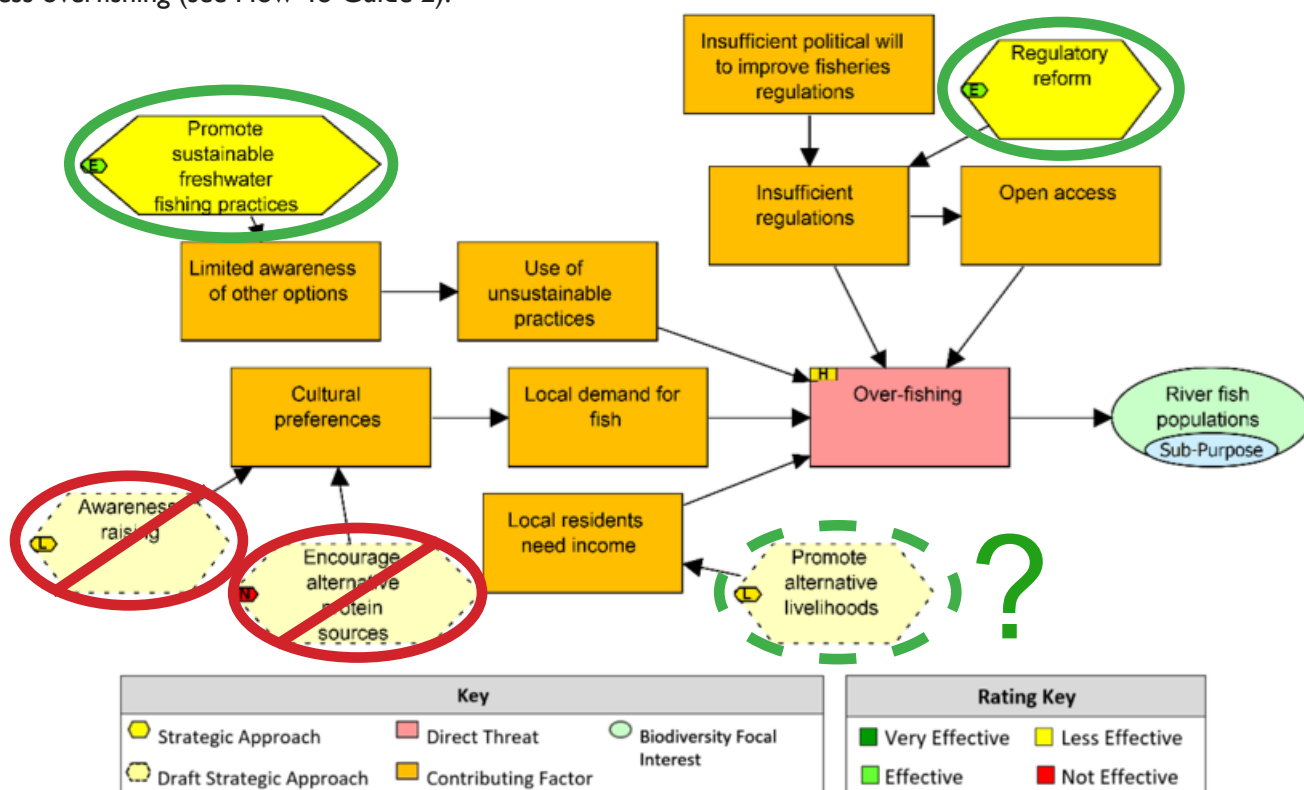 ess overfishing (see How-To Guide 2).
Insufficient political will
to improve fisheries
regulations
Regulatory
reform
E
Promote
sustainable
freshwater
fishing practices
E
Insufficient
regulations
Open access
Limited awareness
of other options
Use of
unsustainable
practices
Cultural
preferences
Local demand for
fish
H
Over-fishing
River fish
populations
Sub-Purpose
Awareness
raising
L
Encourage
alternative
protein
sources
N
Local residents
need income
Promote
alternative
livelihoods
L
?
Key
Strategic Approach
Direct Threat
Biodiversity Focal
Interest
Draft Strategic Approach
Contributing Factor
Rating Key
Very Effective
Less Effective
Effective
Not Effective